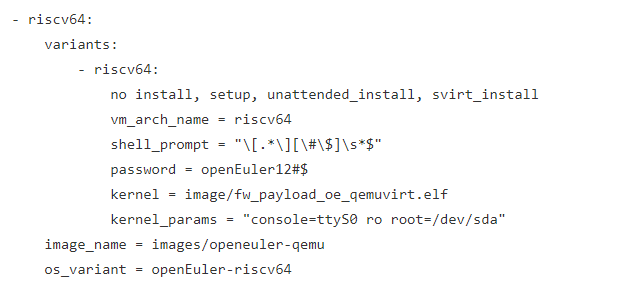 - riscv64:
variants:
- riscv64:
no install, setup, unattended_install, svirt_install
vm_arch_name = riscv64
shell_prompt = "\[.*\][\#\$]\s*$"
password = openEuler12#$
kernel = image/fw_payload_oe_qemuvirt.elf
kernel_params = "console=ttyS0 ro root=/dev/sda"
image_name = images/openeuler-qemu
os_variant = openEuler-riscv64